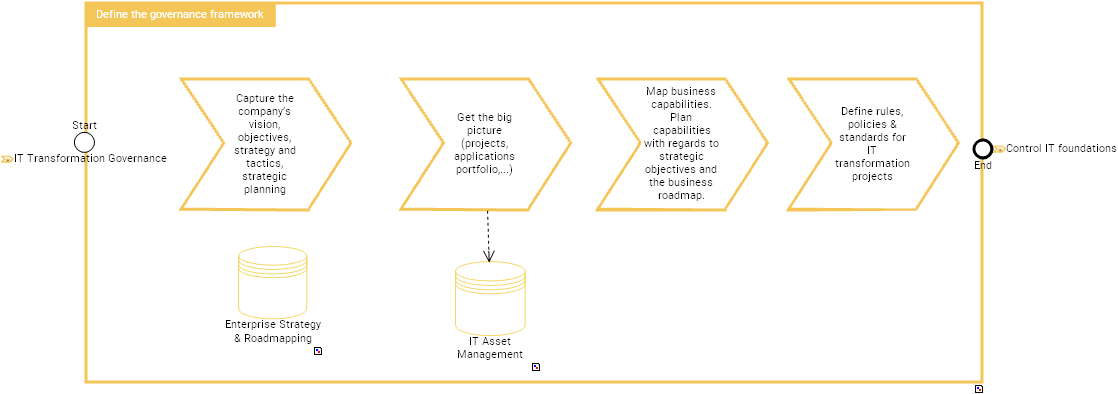 Define the governance framework
Start
IT Transformation Governance
Capture the
company's
vision,
objectives,
strategy and
tactics,
strategic
planning
Get the big
picture
(projects,
applications
portfolio,...)
Map business
capabilities.
Plan
capabilities
with regards to
strategic
objectives and
the business
roadmap.
Define rules,
policies &
standards for
IT
transformation
projects
Control IT foundations
End
Enterprise Strategy
& Roadmapping
IT Asset
Management